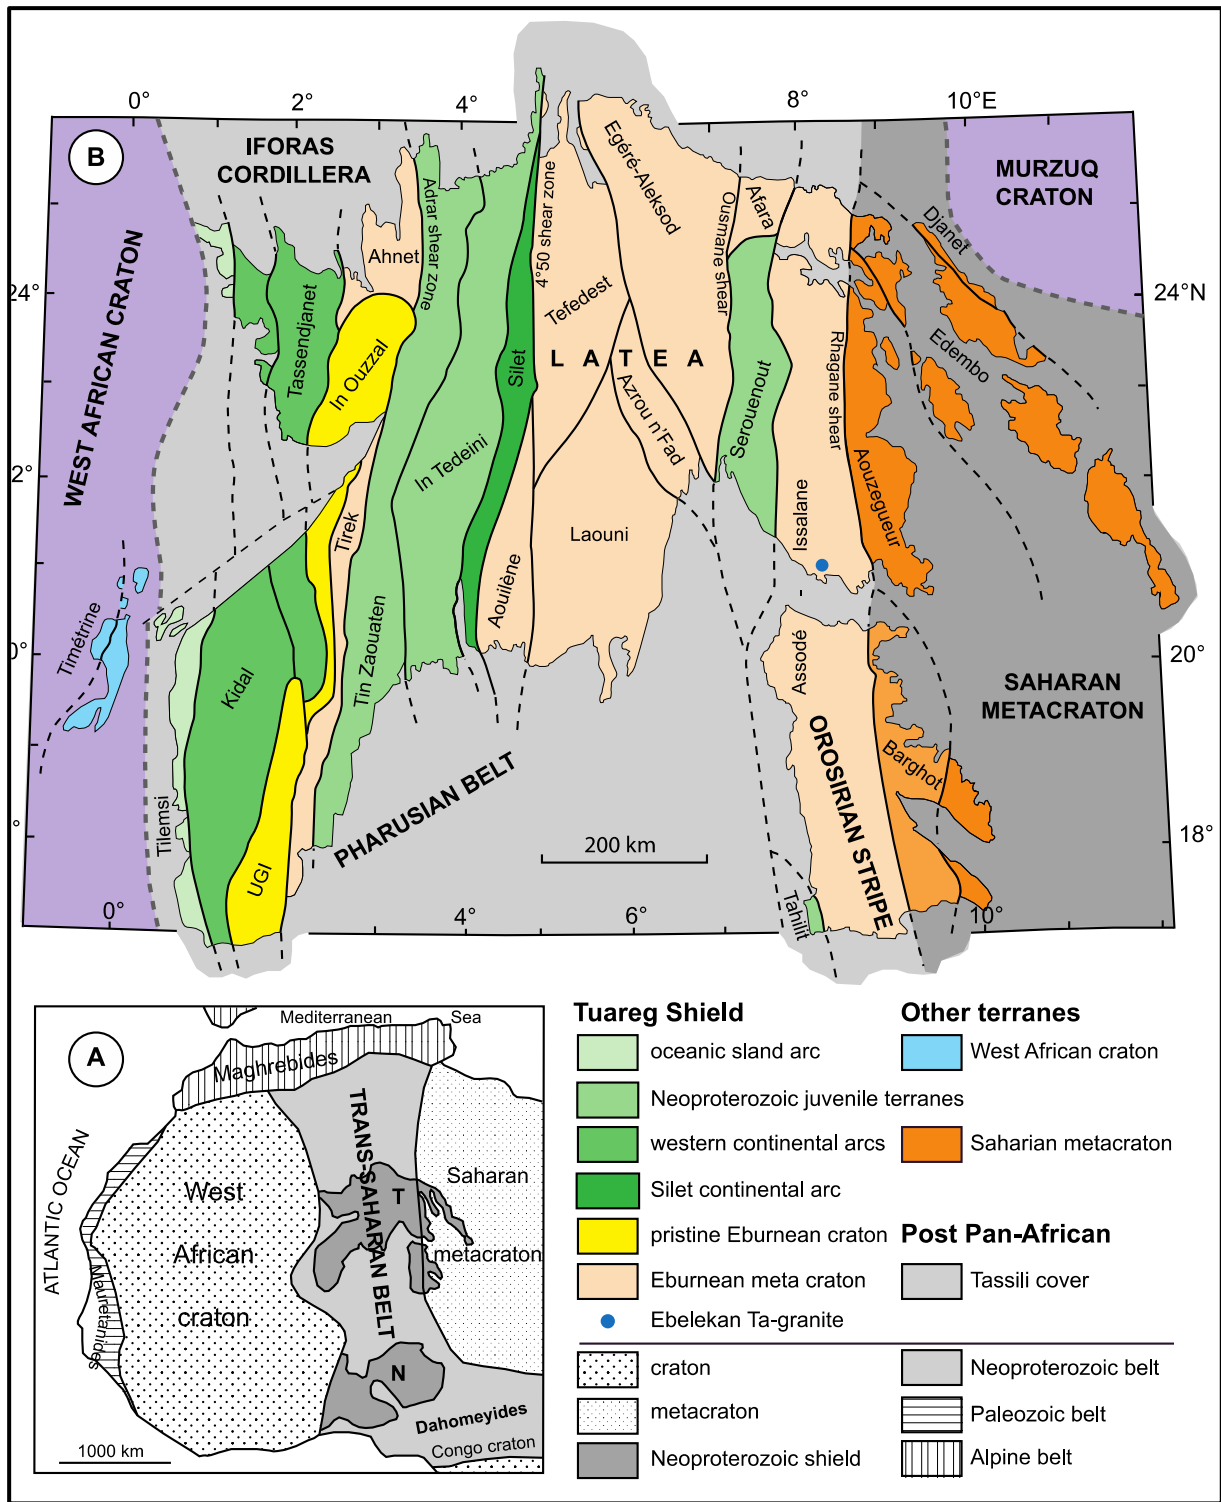 0°
2°
4°
8°
10°E
B
IFORAS
CORDILLERA
MURZUQ
CRATON
WEST AFRICAN CRATON
24°
24°N
2°
0°
20°
°
18°
0°
4°
6°
10°
Ahnet
Adrar shear zone
4°50 shear zone
Egéré-Aleksod
Ousmane shear
Afara
Djanet
Tassendjanet
In Ouzzal
Silet
Tefedest
LATEA
Azrou n'Fad
Serouenout
Rhagane shear
Edembo
In Tedeini
Tirek
Laouni
Issalane
Aouzegueur
Aouilène
Timétrine
Kidal
Tin Zaouaten
Assodé
SAHARAN
METACRATON
OROSIRIAN STRIPE
Barghot
Tilemsi
PHARUSIAN BELT
200 km
UGI
Tahilit
A
Mediterranean
Sea
Maghrebides
ATLANTIC OCEAN
TRANS-SAHARAN BELT
West
African
craton
Saharan
metacraton
T
N
Mauretanides
Dahomeyides
Congo craton
1000 km
Tuareg Shield
oceanic sland arc
Neoproterozoic juvenile terranes
western continental arcs
Silet continental arc
pristine Eburnean craton
Eburnean meta craton
Ebelekan Ta-granite
Other terranes
West African craton
Saharian metacraton
Post Pan-African
Tassili cover
craton
metacraton
Neoproterozoic shield
Neoproterozoic belt
Paleozoic belt
Alpine belt